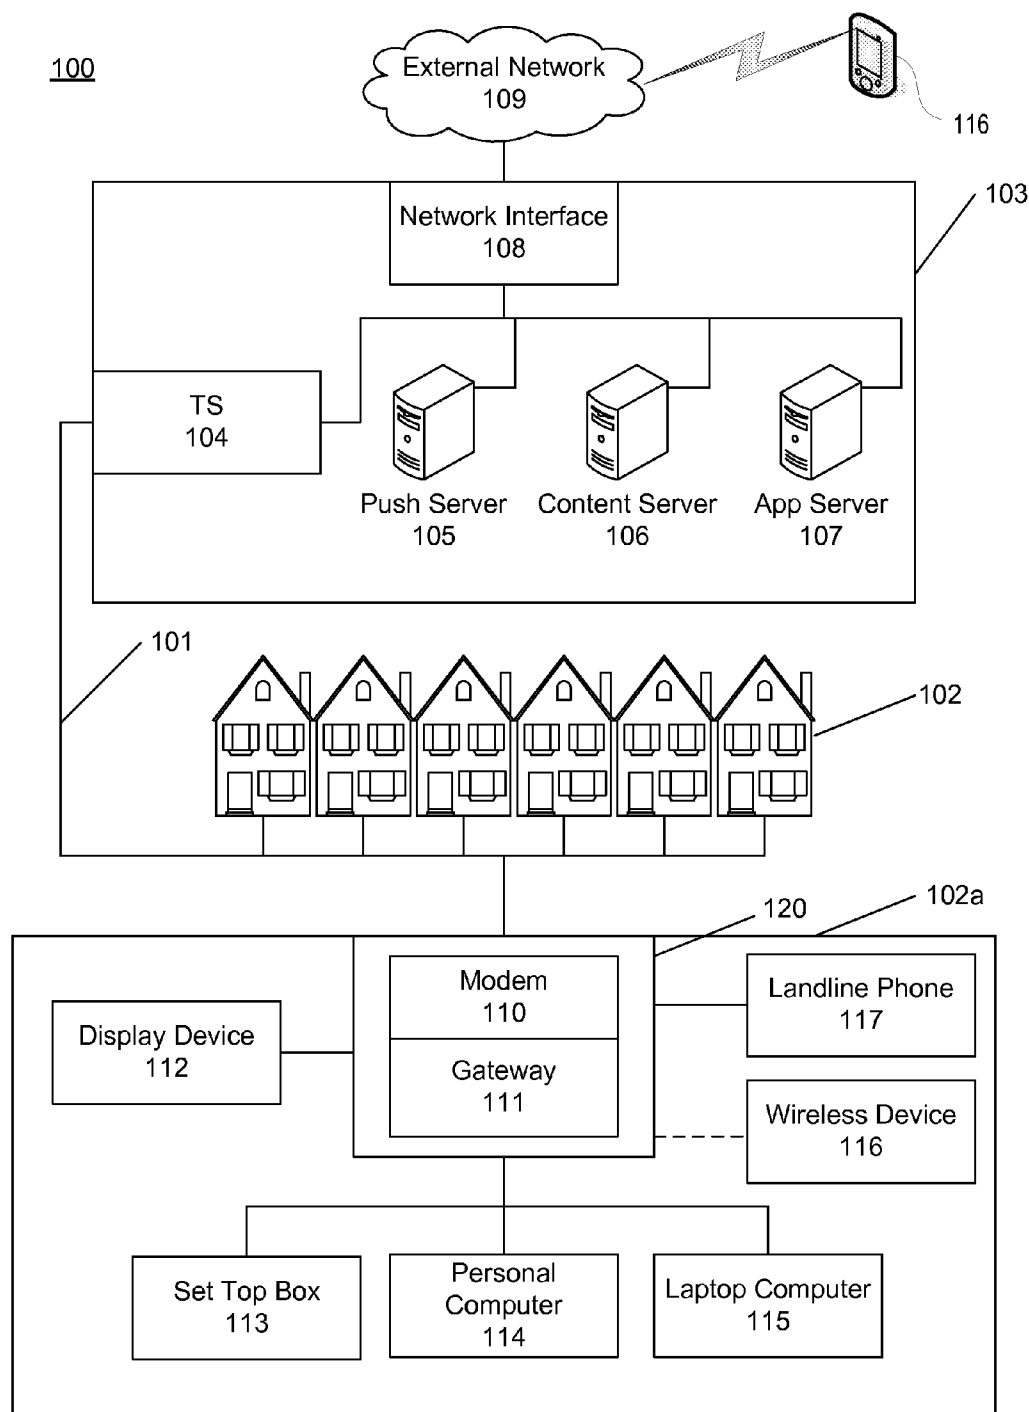 100
External Network
109
116
103
Network Interface
108
TS
104
Push Server
105
Content Server
106
App Server
107
101
102
102a
120
Modem
110
Landline Phone
117
Display Device
112
Gateway
111
Wireless Device
116
Set Top Box
113
Personal
Computer
114
Laptop Computer
115